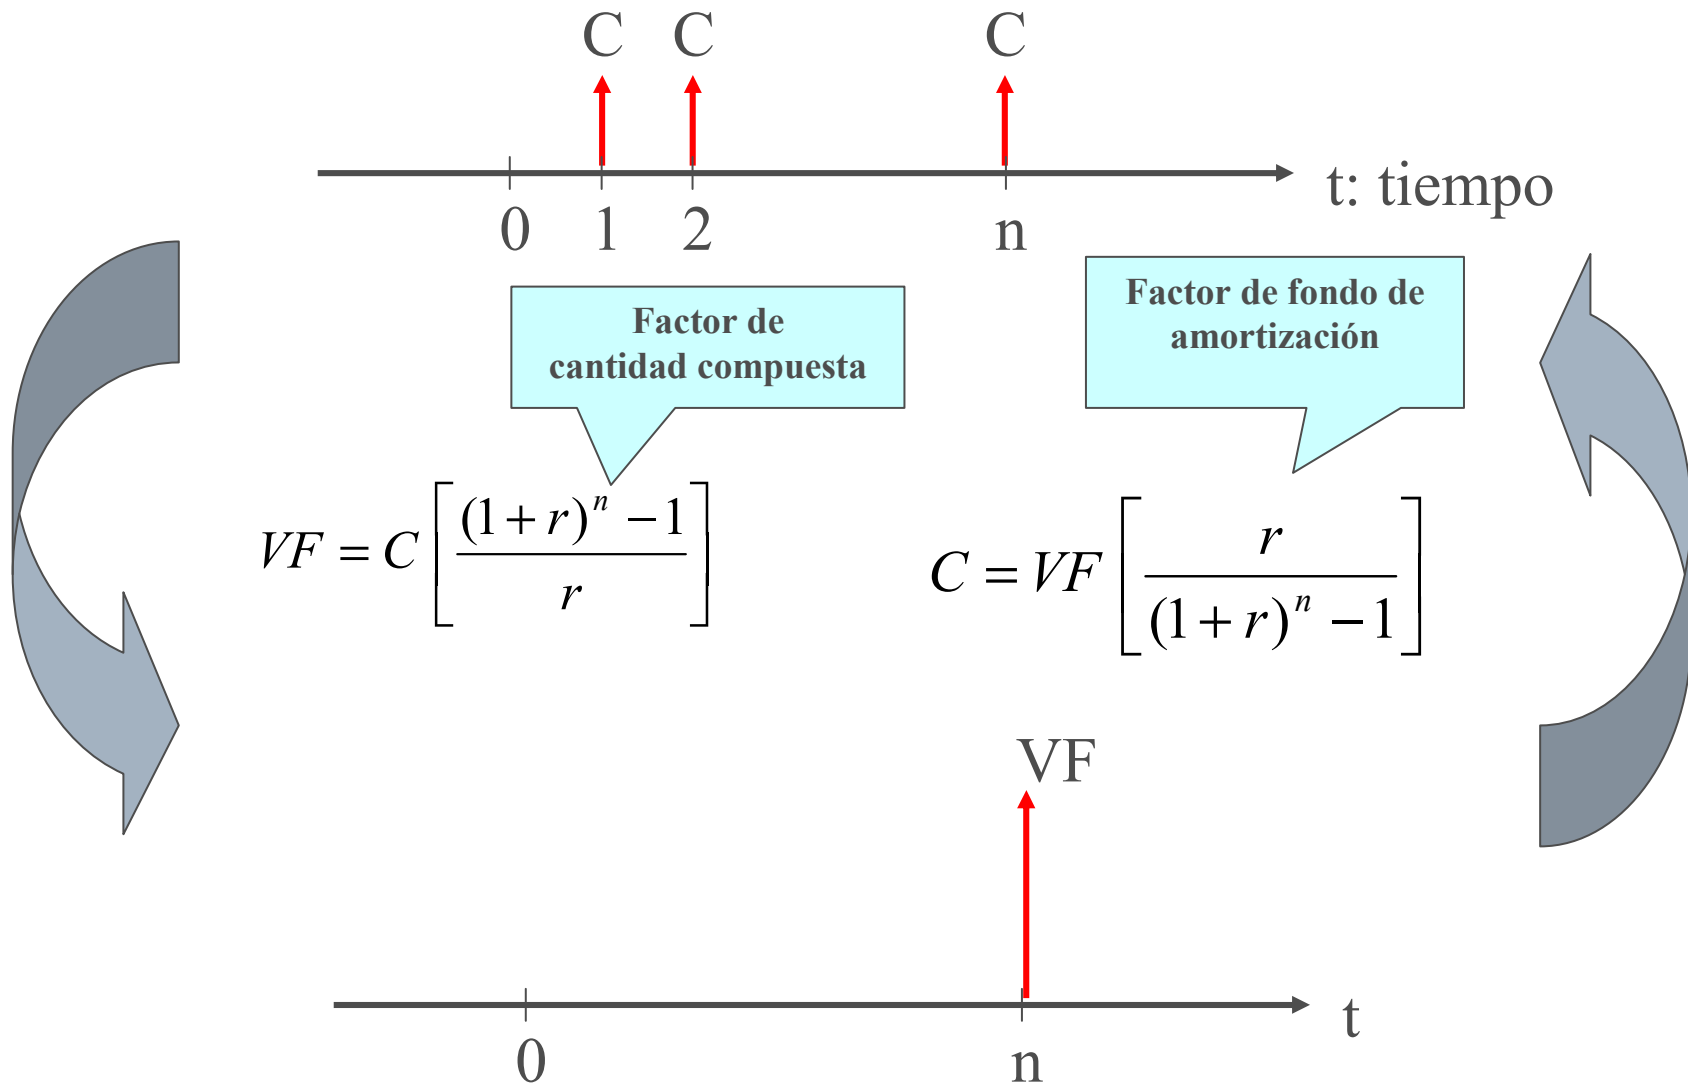 C C C
t: tiempo
0 1 2 n
Factor de
cantidad compuesta
Factor de fondo de
amortización
VF = C [ ((1 + r)^n − 1) / r ]
C = VF [ r / ((1 + r)^n − 1) ]
VF
t
0 n